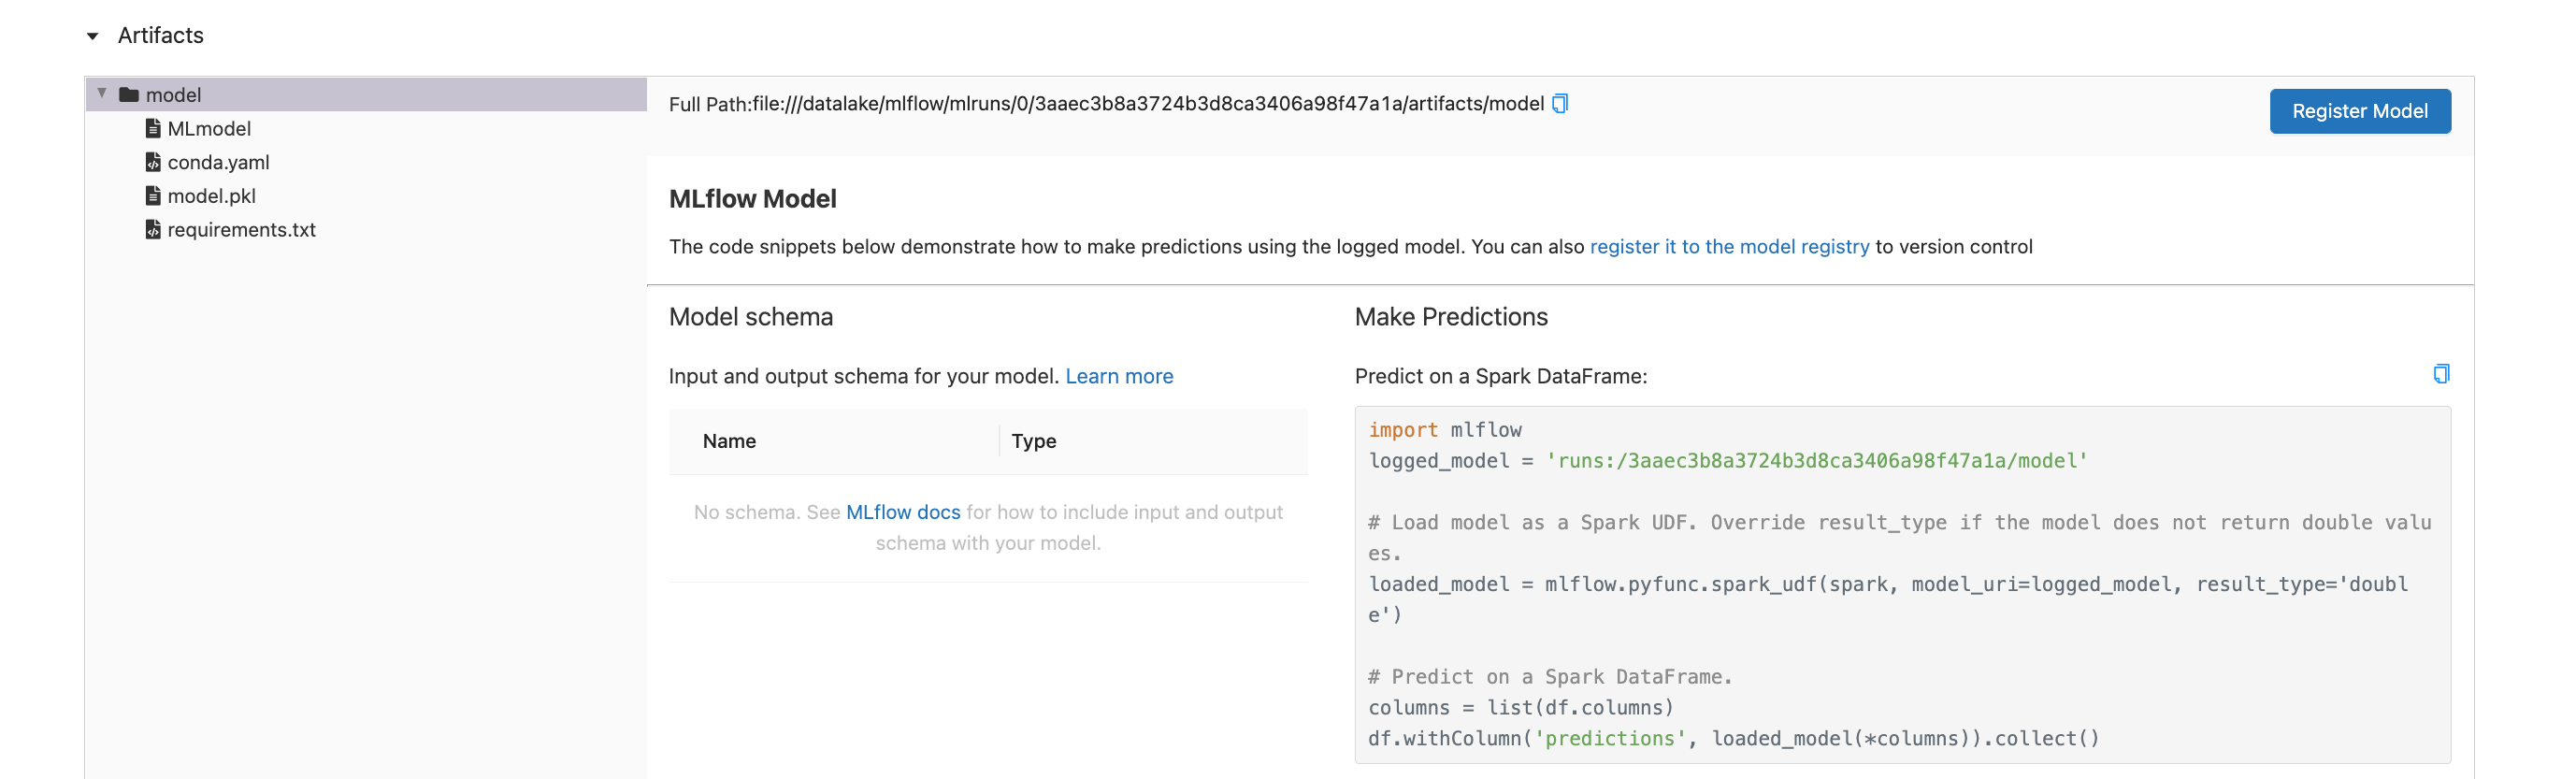 Artifacts
model
MLmodel
conda.yaml
model.pkl
requirements.txt
Full Path:file:///datalake/mlflow/mlruns/0/3aaec3b8a3724b3d8ca3406a98f47a1a/artifacts/model
Register Model
MLflow Model
The code snippets below demonstrate how to make predictions using the logged model. You can also register it to the model registry to version control
Model schema
Input and output schema for your model. Learn more
Name Type
No schema. See MLflow docs for how to include input and output
schema with your model.
Make Predictions
Predict on a Spark DataFrame:
import mlflow
logged_model = 'runs:/3aaec3b8a3724b3d8ca3406a98f47a1a/model'
# Load model as a Spark UDF. Override result_type if the model does not return double valu
es.
loaded_model = mlflow.pyfunc.spark_udf(spark, model_uri=logged_model, result_type='doubl
e')
# Predict on a Spark DataFrame.
columns = list(df.columns)
df.withColumn('predictions', loaded_model(*columns)).collect()